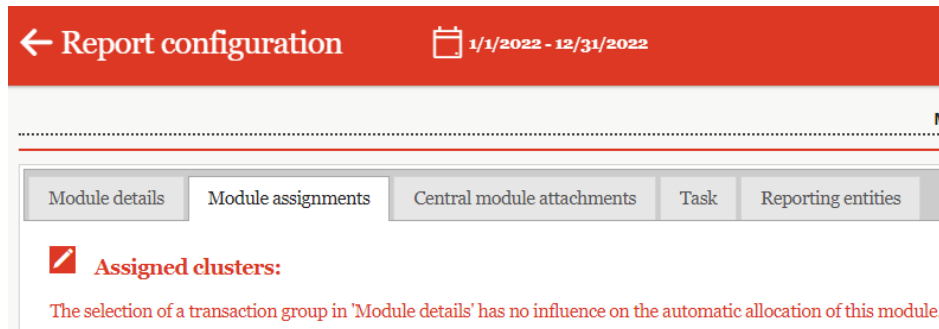 Report configuration
1/1/2022 - 12/31/2022
Module details
Module assignments
Central module attachments
Task
Reporting entities
Assigned clusters:
The selection of a transaction group in 'Module details' has no influence on the automatic allocation of this module